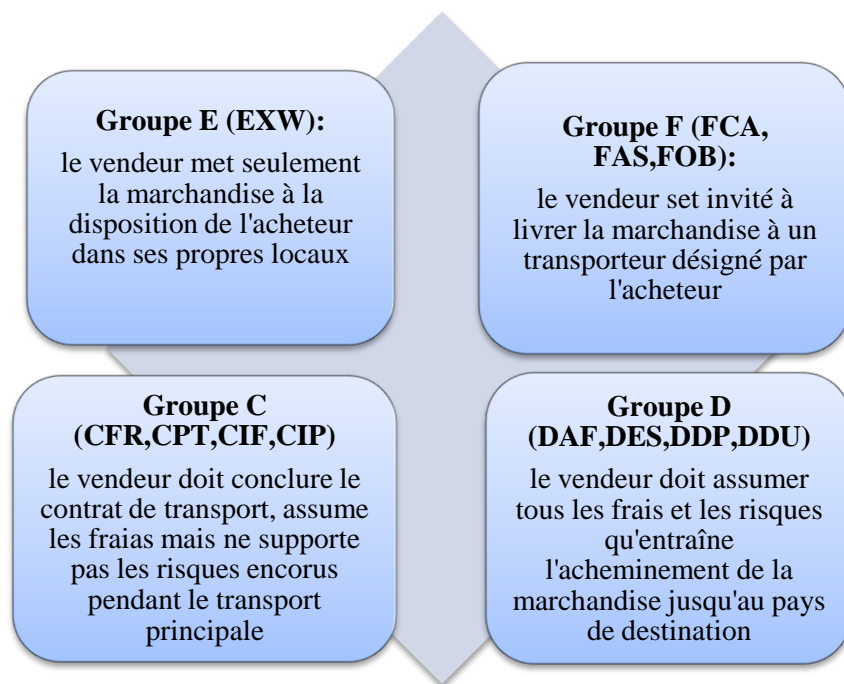 Groupe E (EXW):
le vendeur met seulement
la marchandise à la
disposition de l'acheteur
dans ses propres locaux
Groupe F (FCA,
FAS,FOB):
le vendeur set invité à
livrer la marchandise à un
transporteur désigné par
l'acheteur
Groupe C
(CFR,CPT,CIF,CIP)
le vendeur doit conclure le
contrat de transport, assume
les fraias mais ne supporte
pas les risques encorus
pendant le transport
principale
Groupe D
(DAF,DES,DDP,DDU)
le vendeur doit assumer
tous les frais et les risques
qu'entraîne
l'acheminement de la
marchandise jusqu'au pays
de destination